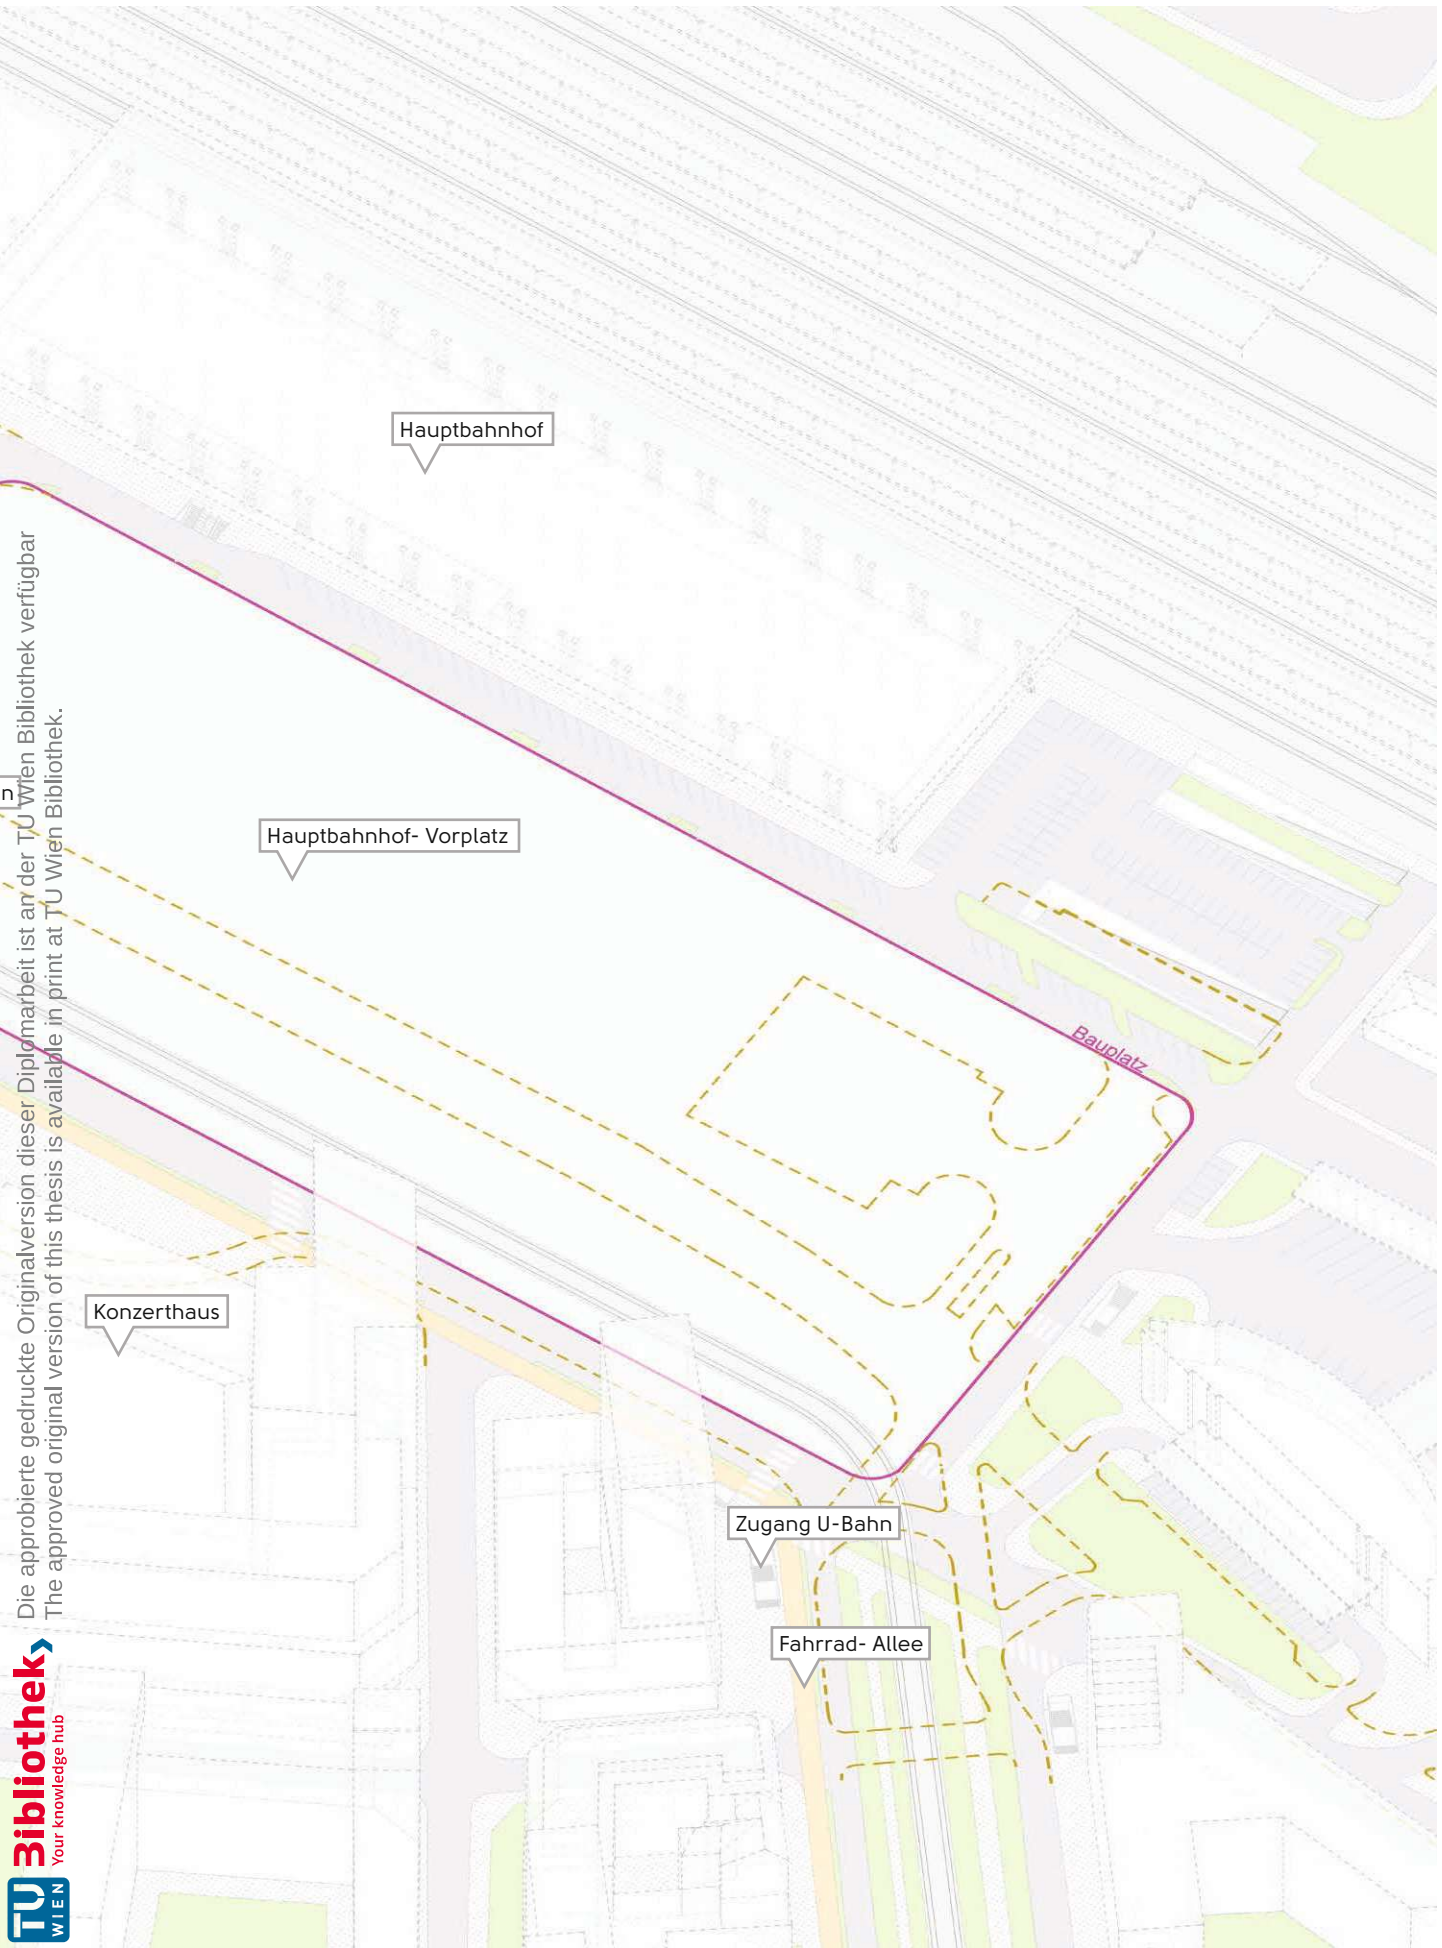 Hauptbahnhof
n
Hauptbahnhof- Vorplatz
Bauplatz
Konzerthaus
Zugang U-Bahn
Fahrrad- Allee
Die approbierte gedruckte Originalversion dieser Diplomarbeit ist an der TU Wien Bibliothek verfügbar
The approved original version of this thesis is available in print at TU Wien Bibliothek.
TU
WIEN
Bibliothek
Your knowledge hub